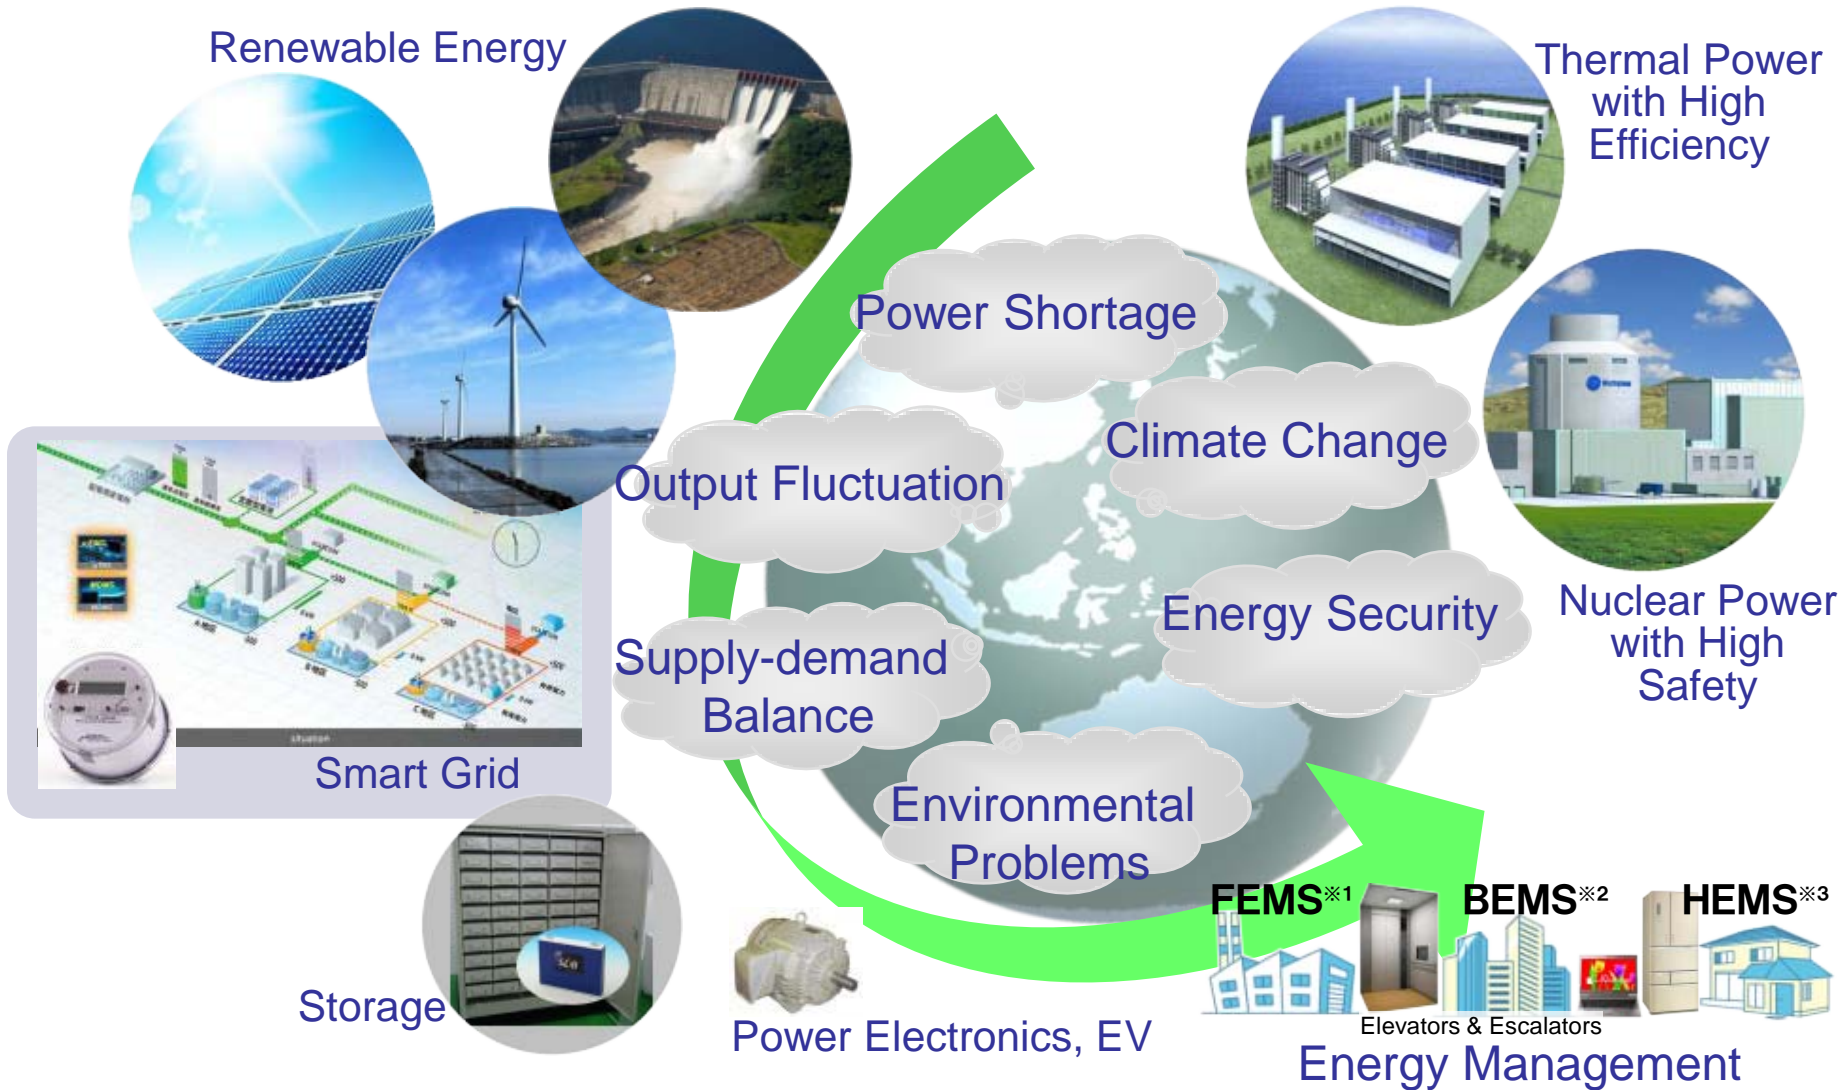 Renewable Energy
Thermal Power
with High
Efficiency
Power Shortage
Climate Change
Output Fluctuation
Energy Security
Nuclear Power
with High
Safety
Supply-demand
Balance
situation
Smart Grid
Environmental
Problems
FEMS※1
BEMS※2
HEMS※3
Storage
Power Electronics, EV
Elevators & Escalators
Energy Management